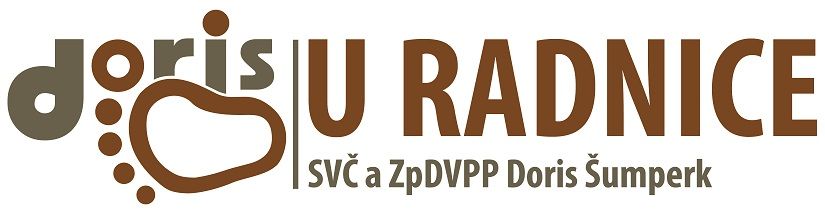 doris
U RADNICE
SVČ a ZpDVPP Doris Šumperk